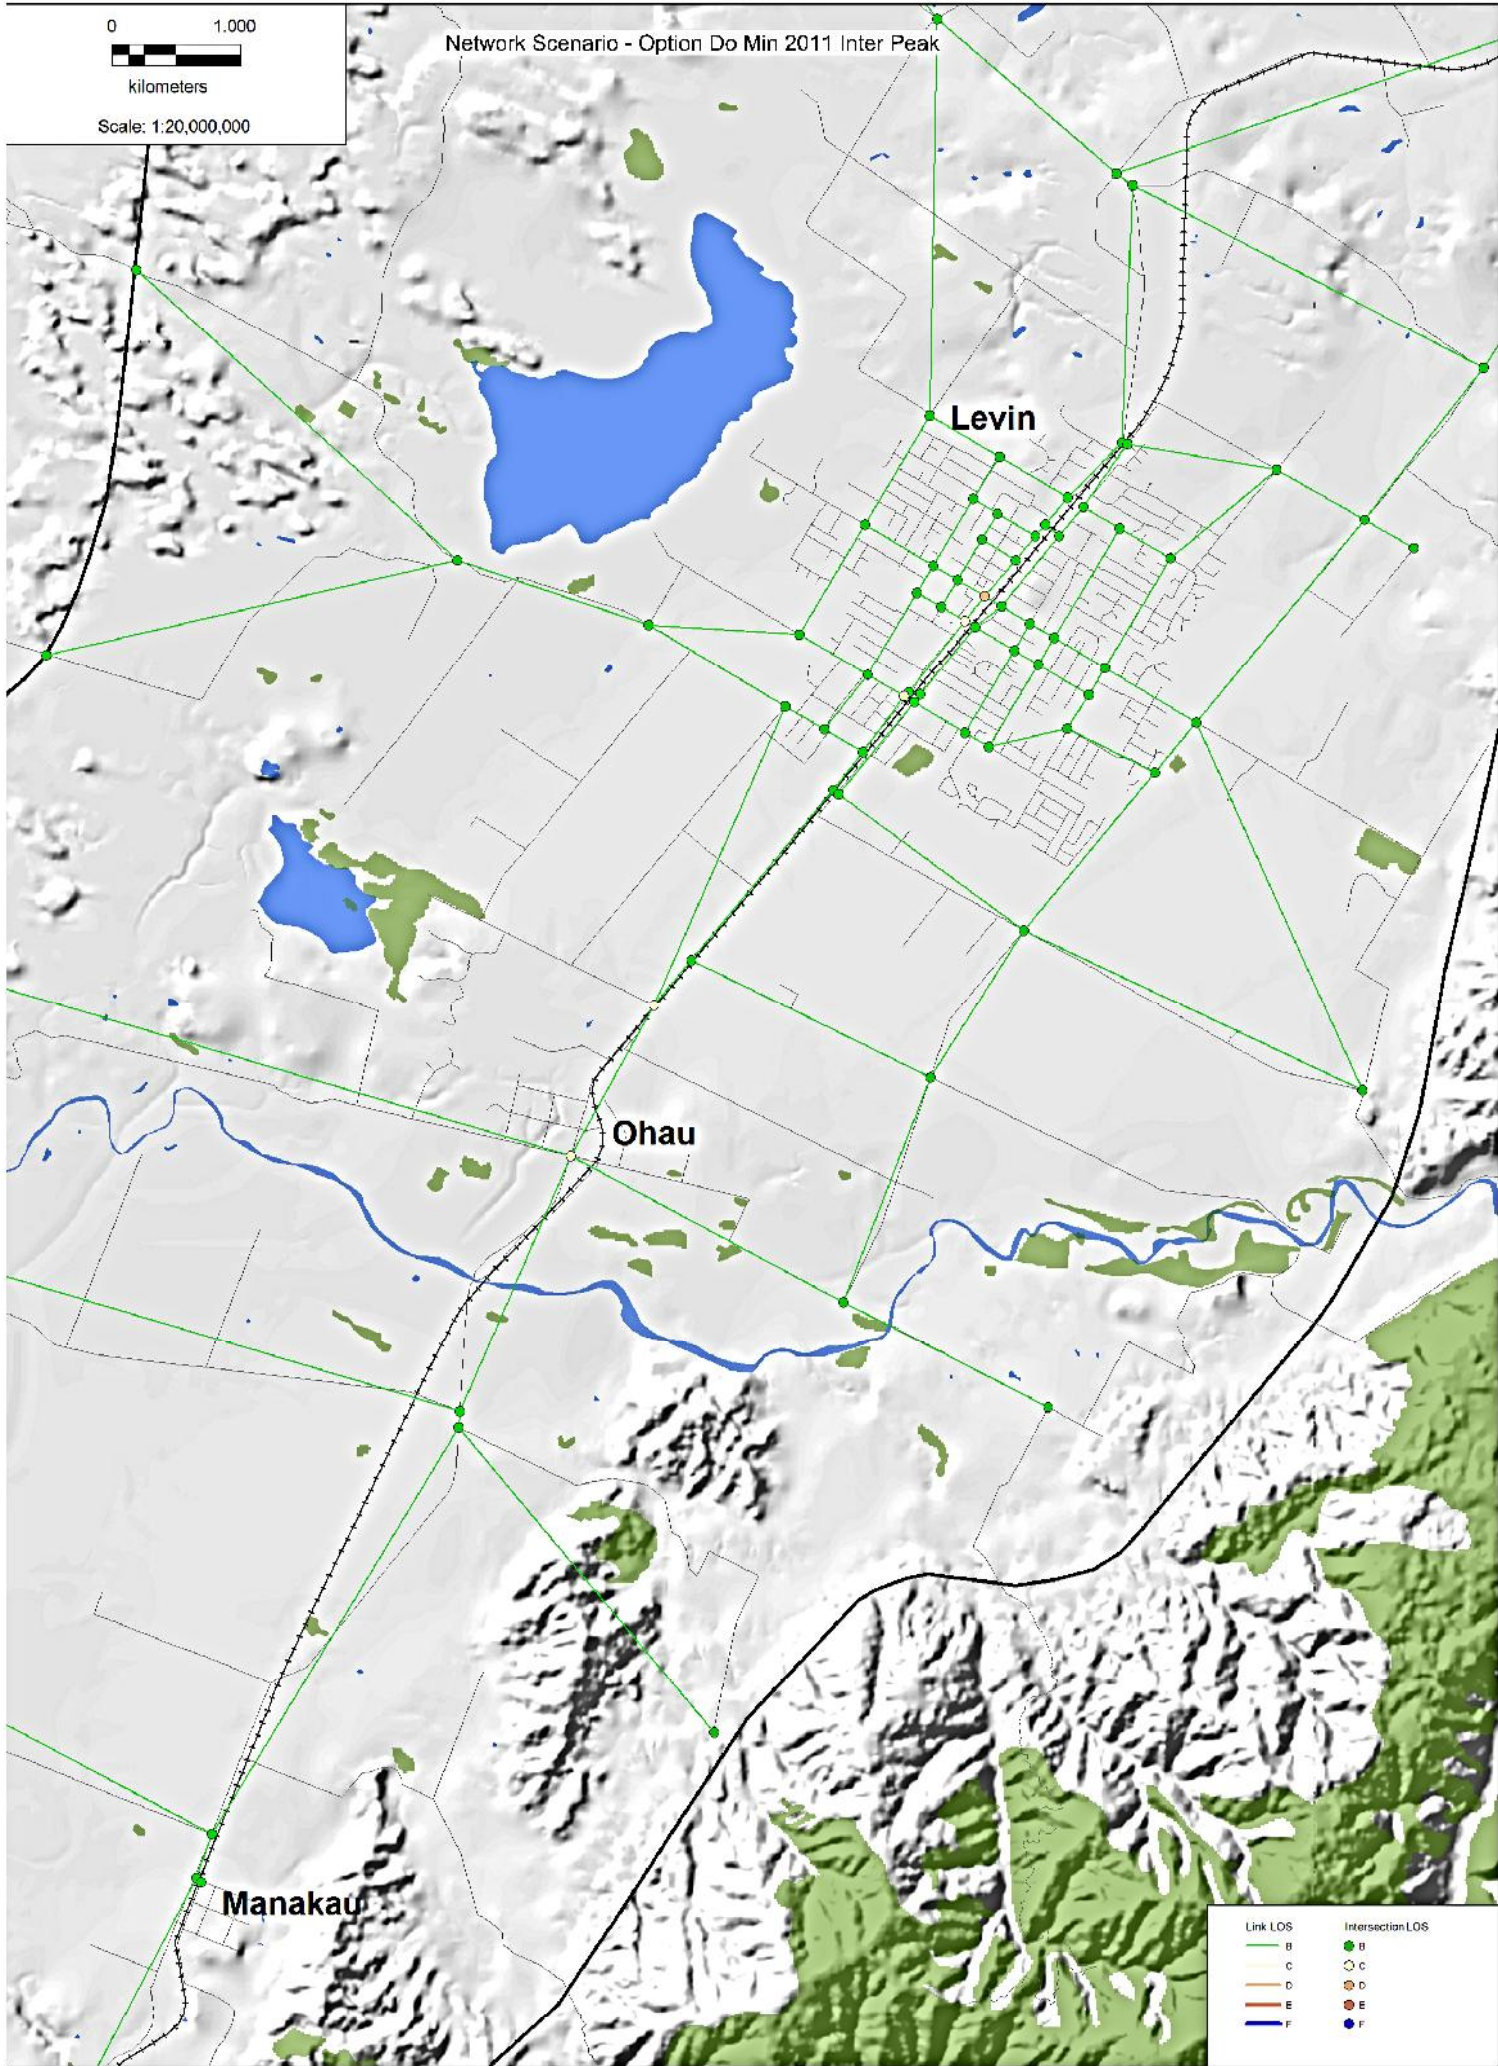 0 1.000
kilometers
Scale: 1:20,000,000
Network Scenario - Option Do Min 2011 Inter Peak
Levin
Ohau
Manakau
Link LOS
B
C
D
E
F
Intersection LOS
B
C
D
E
F